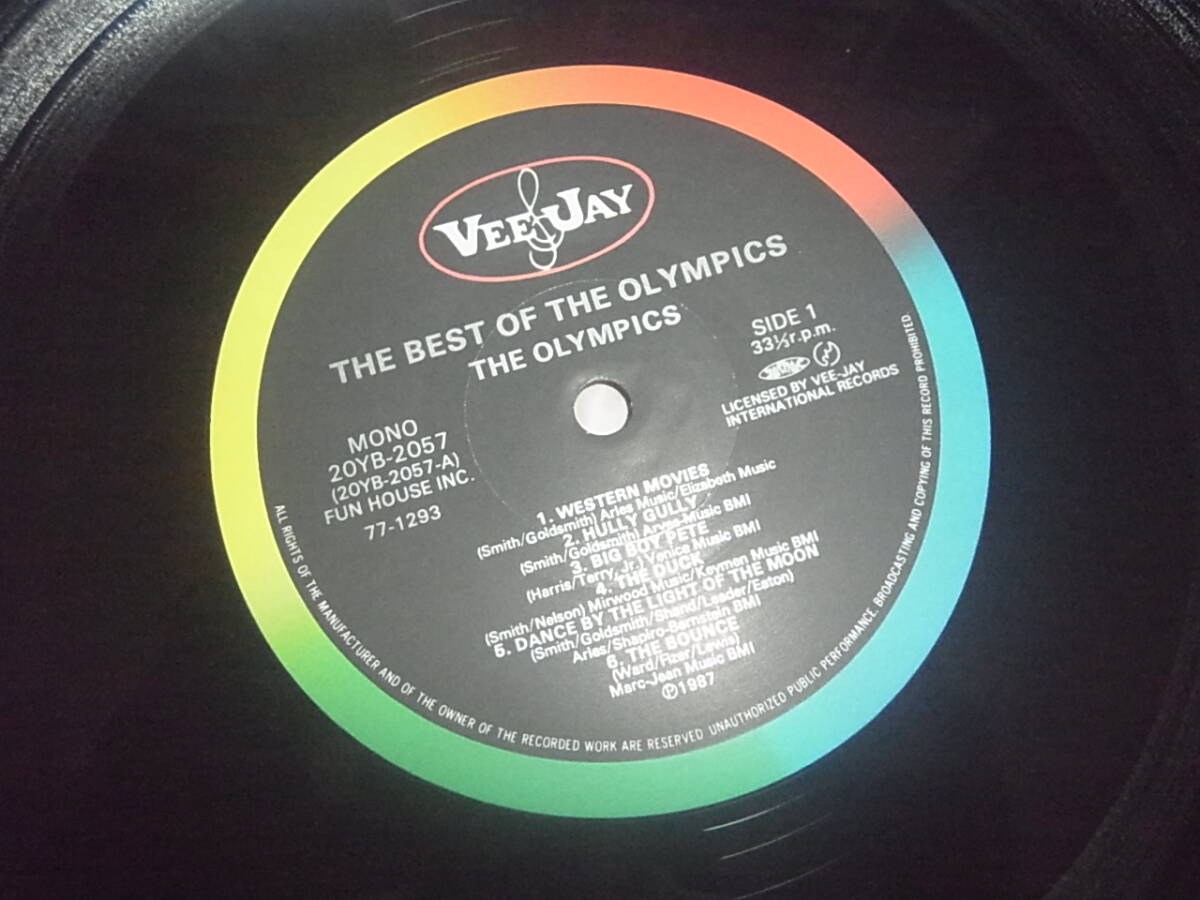 VEE JAY
THE BEST OF THE OLYMPICS
THE OLYMPICS
SIDE 1
33⅓r.p.m.
LICENSED BY VEE-JAY
INTERNATIONAL RECORDS
MONO
20YB-2057
(20YB-2057-A)
FUN HOUSE INC.
77-1293
1. WESTERN MOVIES
(Smith/Goldsmith) Aries Music/Elizabeth Music
2. HULLY GULLY
(Smith/Goldsmith) Aries-Music BMI
3. BIG BOY PETE
(Harris/Terry, Jr.) Venice Music BMI
4. THE DUCK
(Smith/Nelson) Mirwood Music/Keymen Music BMI
5. DANCE BY THE LIGHT OF THE MOON
(Smith/Goldsmith/Shand/Leader/Eaton)
Aries/Shapiro-Bernstein BMI
6. THE BOUNCE
(Ward/Fizer/Lewis)
Marc-Jean Music BMI
Ⓟ1987
ALL RIGHTS OF THE MANUFACTURER AND OF THE OWNER OF THE RECORDED WORK ARE RESERVED UNAUTHORIZED PUBLIC PERFORMANCE. BROADCASTING AND COPYING OF THIS RECORD PROHIBITED.